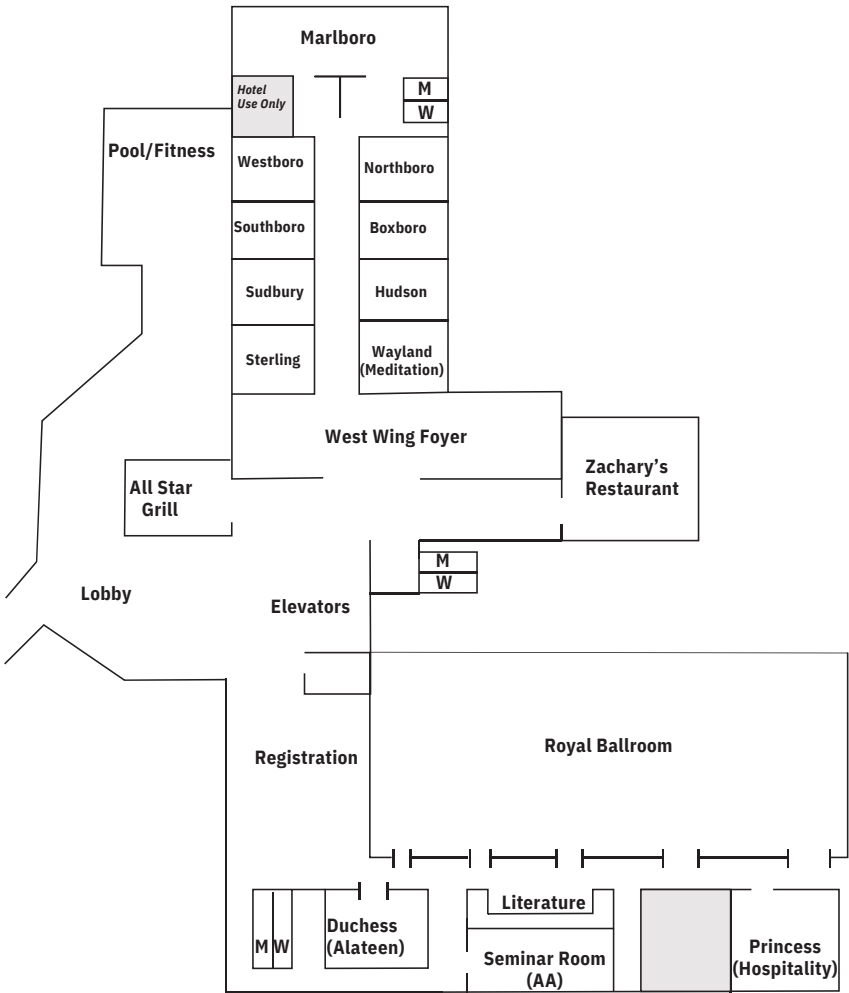 Marlboro
Hotel
Use Only
M
W
Pool/Fitness
Westboro
Northboro
Southboro
Boxboro
Sudbury
Hudson
Sterling
Wayland
(Meditation)
West Wing Foyer
All Star
Grill
Zachary’s
Restaurant
M
W
Lobby
Elevators
Royal Ballroom
Registration
M W
Duchess
(Alateen)
Literature
Seminar Room
(AA)
Princess
(Hospitality)